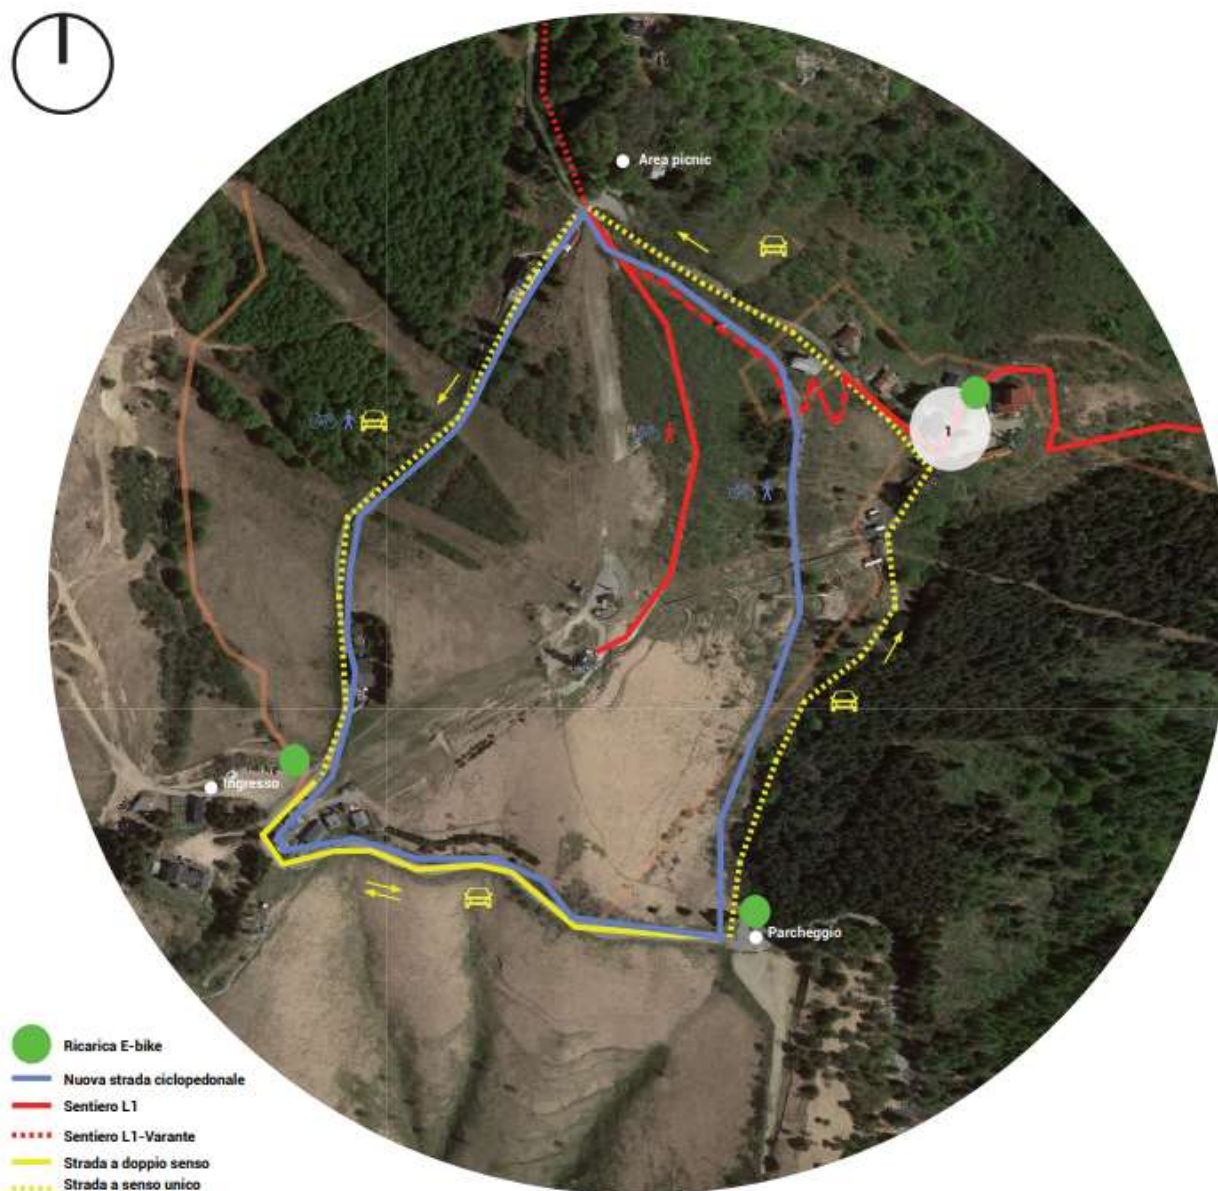 Area picnic
1
Ingresso
Parcheggio
Ricarica E-bike
Nuova strada ciclopedonale
Sentiero L1
Sentiero L1-Varante
Strada a doppio senso
Strada a senso unico